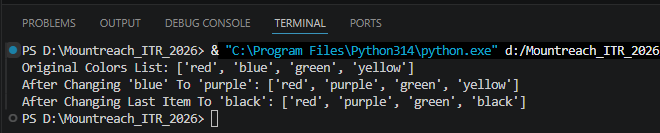 PROBLEMS OUTPUT DEBUG CONSOLE TERMINAL PORTS
PS D:\Mountreach_ITR_2026> & "C:\Program Files\Python314\python.exe" d:/Mountreach_ITR_2026
Original Colors List: ['red', 'blue', 'green', 'yellow']
After Changing 'blue' To 'purple': ['red', 'purple', 'green', 'yellow']
After Changing Last Item To 'black': ['red', 'purple', 'green', 'black']
PS D:\Mountreach_ITR_2026>